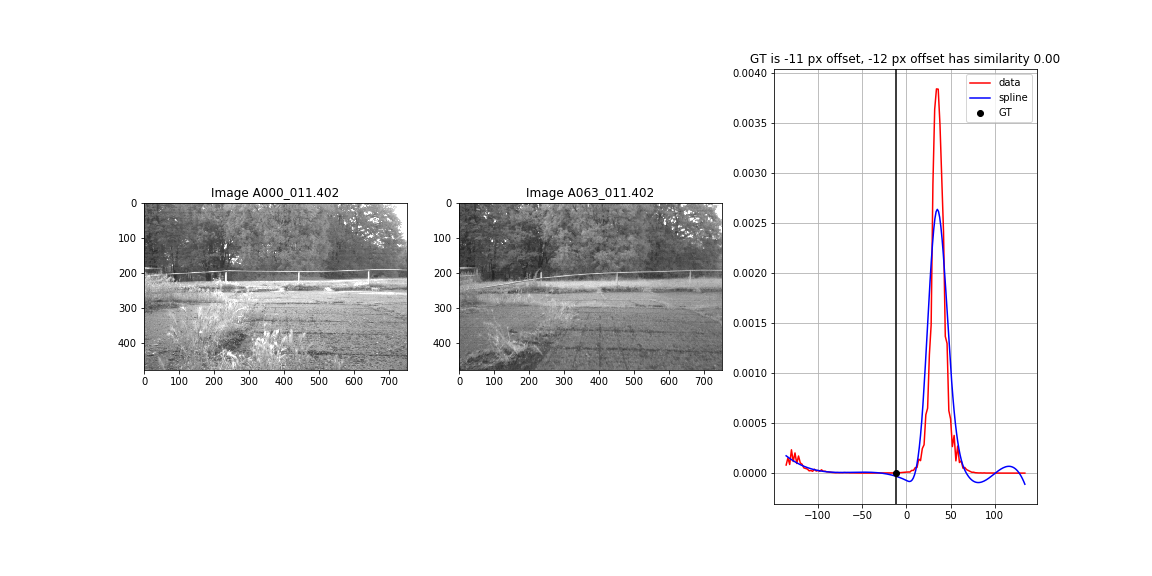 GT is -11 px offset, -12 px offset has similarity 0.00
0.0040
data
spline
GT
0.0035
0.0030
0.0025
0.0020
0.0015
0.0010
0.0005
0.0000
−100 −50 0 50 100
Image A000_011.402
0
100
200
300
400
0 100 200 300 400 500 600 700
Image A063_011.402
0
100
200
300
400
0 100 200 300 400 500 600 700